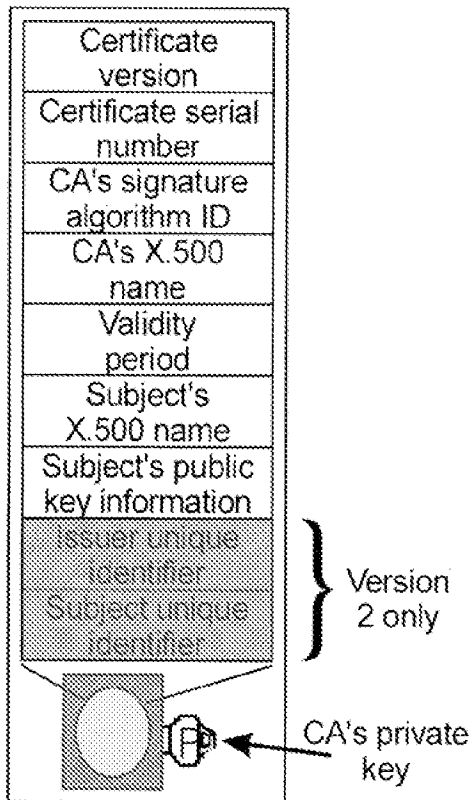 Certificate
version
Certificate serial
number
CA's signature
algorithm ID
CA's X.500
name
Validity
period
Subject's
X.500 name
Subject's public
key information
Issuer unique
identifier
Subject unique
identifier
Version
2 only
P
CA's private
key